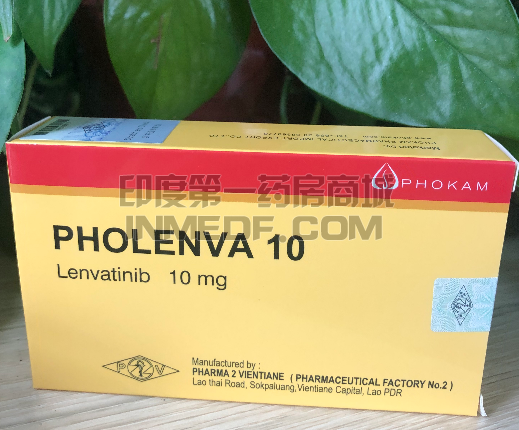 PHOKAM
印度第一药房商城
INMEDF.COM
PHOLENVA 10
Lenvatinib 10 mg
P V
Manufactured by :
PHARMA 2 VIENTIANE ( PHARMACEUTICAL FACTORY No.2 )
Lao thai Road, Sokpaluang, Vientiane Capital, Lao PDR